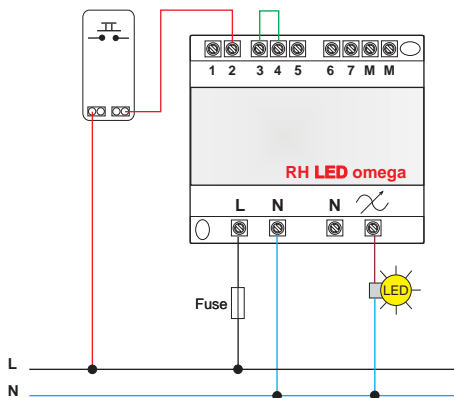 1 2 3 4 5 6 7 M M
RH LED omega
L N N
Fuse
LED
L
N